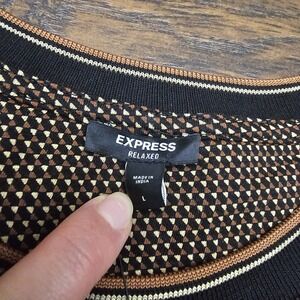 EXPRESS
RELAXED
MADE IN
INDIA
L